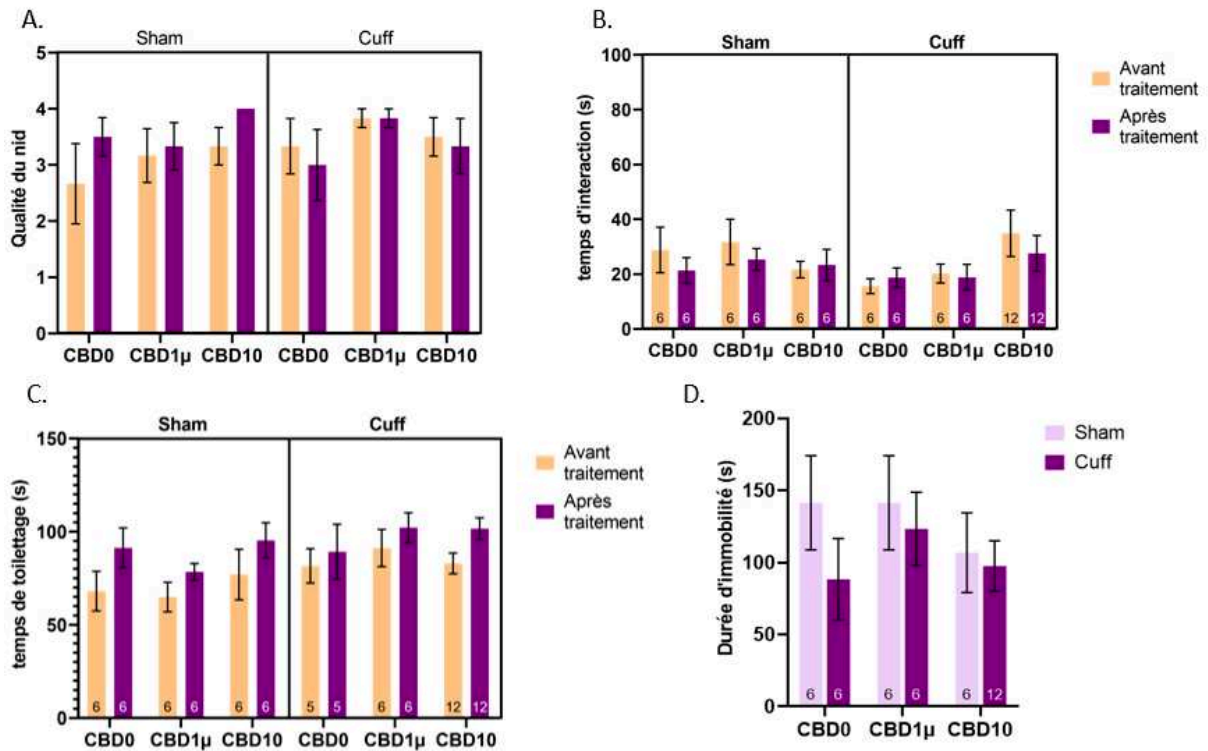 A.
Sham Cuff
Qualité du nid
5
4
3
2
1
0
CBD0 CBD1µ CBD10 CBD0 CBD1µ CBD10
B.
Sham Cuff
temps d'interaction (s)
100
80
60
40
20
0
6 6 6 6 6 6 6 6 6 6 12 12
CBD0 CBD1µ CBD10 CBD0 CBD1µ CBD10
Avant
traitement
Après
traitement
C.
Sham Cuff
temps de toilettage (s)
150
100
50
0
6 6 6 6 6 6 5 5 6 6 12 12
CBD0 CBD1µ CBD10 CBD0 CBD1µ CBD10
Avant
traitement
Après
traitement
D.
Durée d'immobilité (s)
200
150
100
50
0
6 6 6 6 6 12
CBD0 CBD1µ CBD10
Sham
Cuff